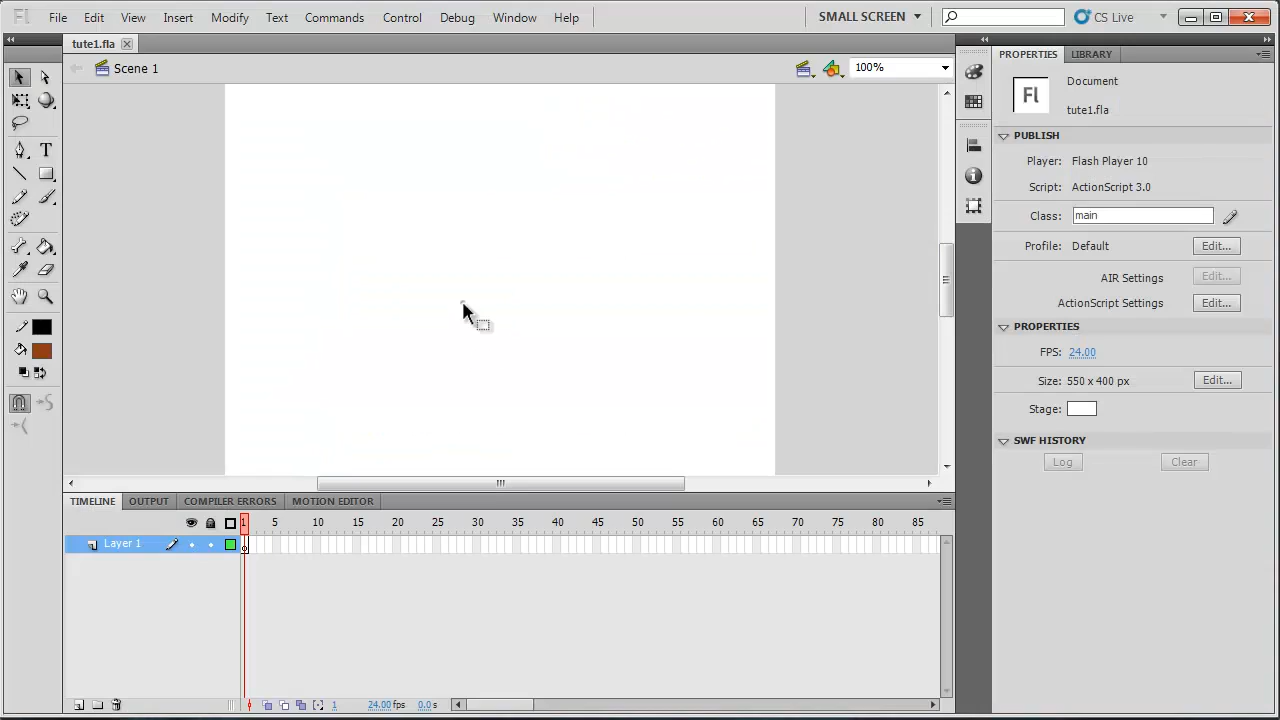 Fl File Edit View Insert Modify Text Commands Control Debug Window Help SMALL SCREEN CS Live
tute1.fla
Scene 1 100%
PROPERTIES LIBRARY
Fl Document
tute1.fla
PUBLISH
Player: Flash Player 10
Script: ActionScript 3.0
Class: main
Profile: Default Edit...
AIR Settings Edit...
ActionScript Settings Edit...
PROPERTIES
FPS: 24.00
Size: 550 x 400 px Edit...
Stage:
SWF HISTORY
Log Clear
T
TIMELINE OUTPUT COMPILER ERRORS MOTION EDITOR
1 5 10 15 20 25 30 35 40 45 50 55 60 65 70 75 80 85
Layer 1
1 24.00fps 0.0s